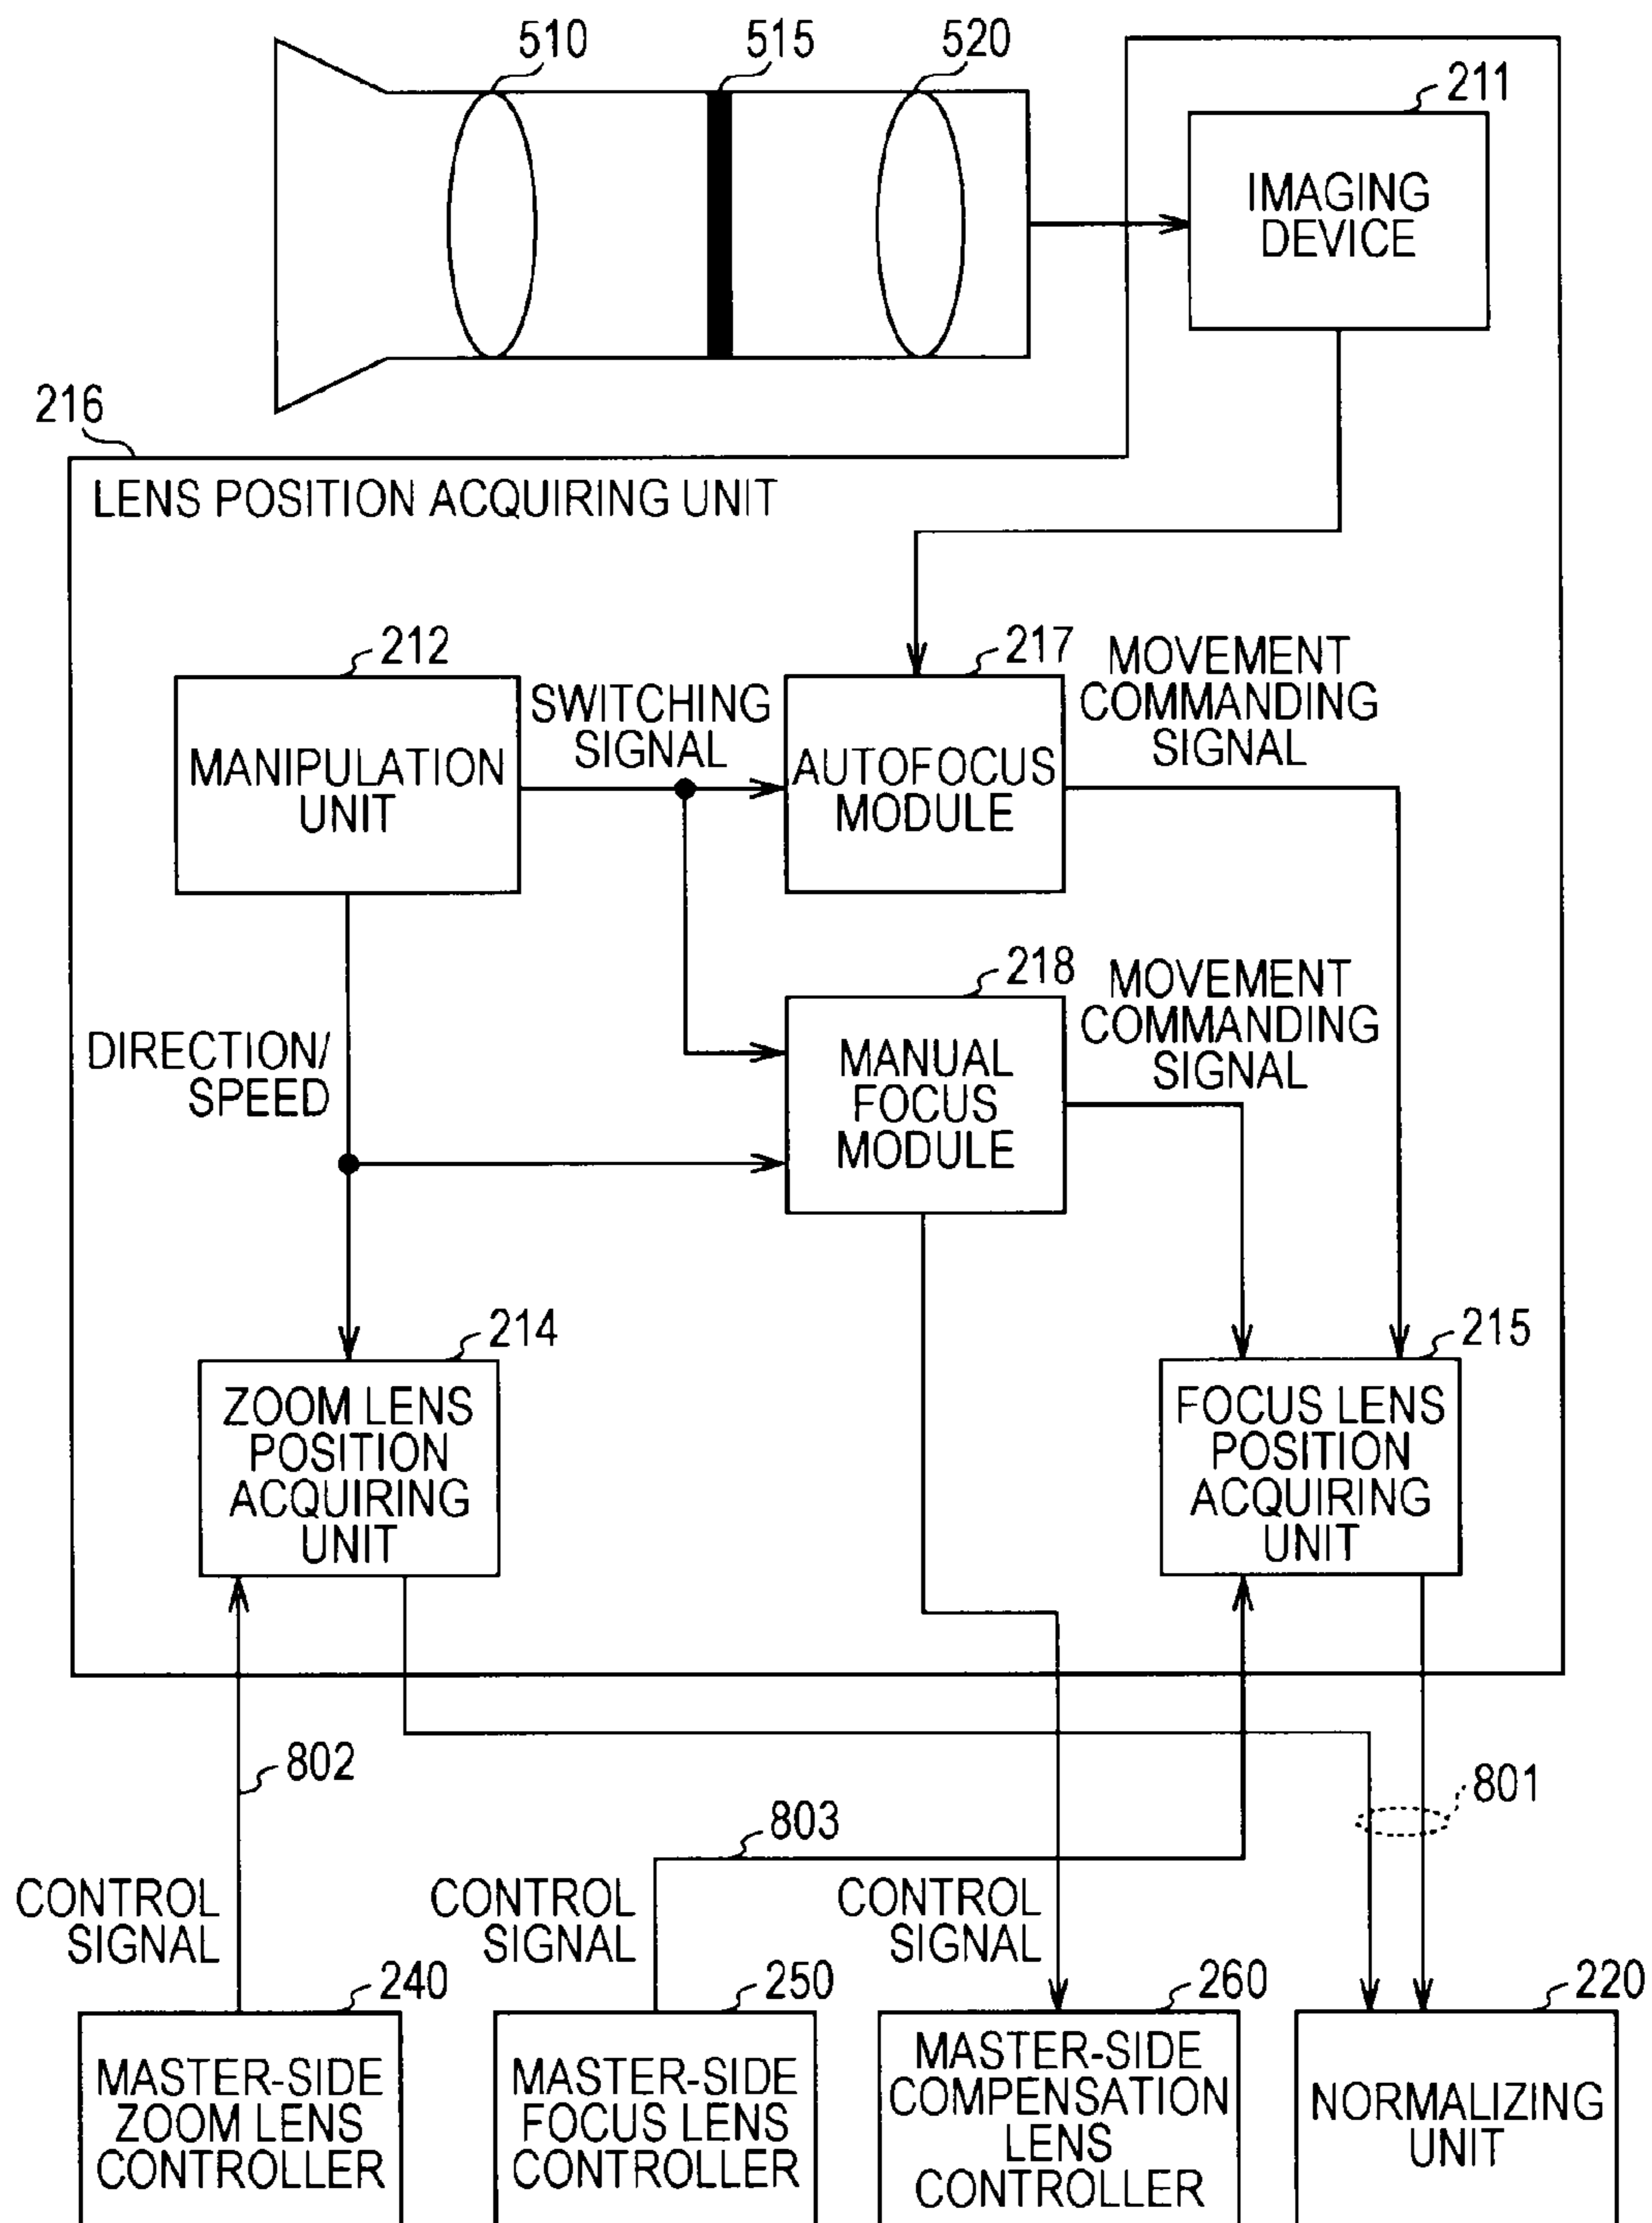 510
515
520
211
IMAGING
DEVICE
216
LENS POSITION ACQUIRING UNIT
212
MANIPULATION
UNIT
SWITCHING
SIGNAL
217
AUTOFOCUS
MODULE
MOVEMENT
COMMANDING
SIGNAL
218
MANUAL
FOCUS
MODULE
MOVEMENT
COMMANDING
SIGNAL
DIRECTION/
SPEED
214
ZOOM LENS
POSITION
ACQUIRING
UNIT
215
FOCUS LENS
POSITION
ACQUIRING
UNIT
802
803
801
CONTROL
SIGNAL
CONTROL
SIGNAL
CONTROL
SIGNAL
240
MASTER-SIDE
ZOOM LENS
CONTROLLER
250
MASTER-SIDE
FOCUS LENS
CONTROLLER
260
MASTER-SIDE
COMPENSATION
LENS
CONTROLLER
220
NORMALIZING
UNIT